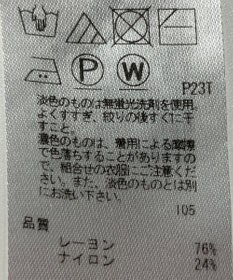 P W
P23T
淡色のものは無蛍光洗剤を使用。
よくすすぎ、絞りの後すぐに干
すこと。
濃色のものは、着用による摩擦
で色落ちすることがあります
ので、組合せの衣服にご注意くだ
さい。また、淡色のものとは別
にお洗い下さい。
105
品質
レーヨン 76%
ナイロン 24%